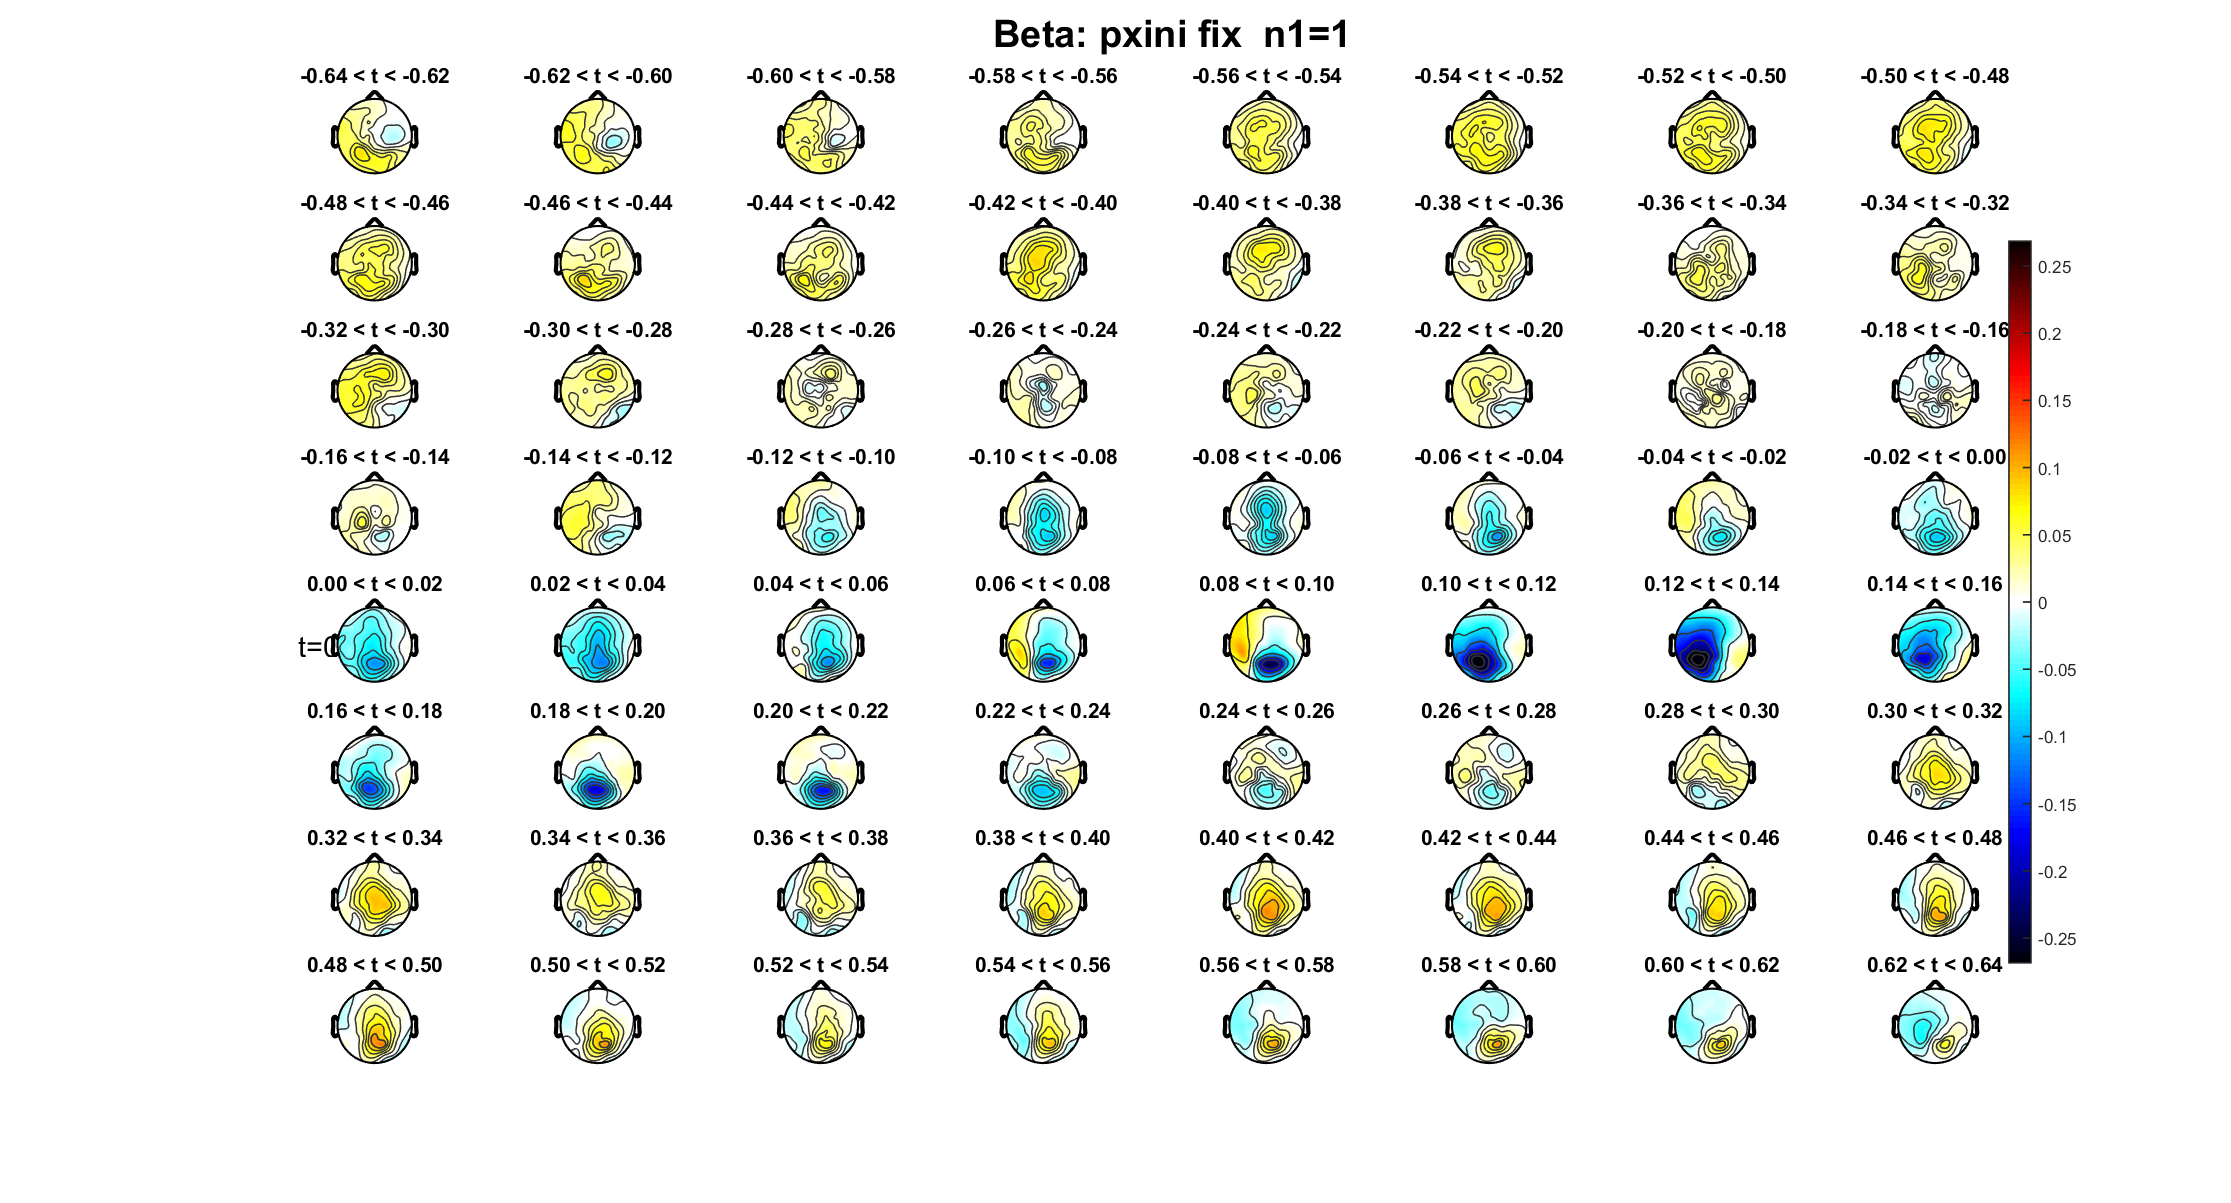 Beta: pxini fix  n1=1
-0.64 < t < -0.62 -0.62 < t < -0.60 -0.60 < t < -0.58 -0.58 < t < -0.56 -0.56 < t < -0.54 -0.54 < t < -0.52 -0.52 < t < -0.50 -0.50 < t < -0.48
-0.48 < t < -0.46 -0.46 < t < -0.44 -0.44 < t < -0.42 -0.42 < t < -0.40 -0.40 < t < -0.38 -0.38 < t < -0.36 -0.36 < t < -0.34 -0.34 < t < -0.32
-0.32 < t < -0.30 -0.30 < t < -0.28 -0.28 < t < -0.26 -0.26 < t < -0.24 -0.24 < t < -0.22 -0.22 < t < -0.20 -0.20 < t < -0.18 -0.18 < t < -0.16
-0.16 < t < -0.14 -0.14 < t < -0.12 -0.12 < t < -0.10 -0.10 < t < -0.08 -0.08 < t < -0.06 -0.06 < t < -0.04 -0.04 < t < -0.02 -0.02 < t < 0.00
0.00 < t < 0.02 0.02 < t < 0.04 0.04 < t < 0.06 0.06 < t < 0.08 0.08 < t < 0.10 0.10 < t < 0.12 0.12 < t < 0.14 0.14 < t < 0.16
t=0
0.16 < t < 0.18 0.18 < t < 0.20 0.20 < t < 0.22 0.22 < t < 0.24 0.24 < t < 0.26 0.26 < t < 0.28 0.28 < t < 0.30 0.30 < t < 0.32
0.32 < t < 0.34 0.34 < t < 0.36 0.36 < t < 0.38 0.38 < t < 0.40 0.40 < t < 0.42 0.42 < t < 0.44 0.44 < t < 0.46 0.46 < t < 0.48
0.48 < t < 0.50 0.50 < t < 0.52 0.52 < t < 0.54 0.54 < t < 0.56 0.56 < t < 0.58 0.58 < t < 0.60 0.60 < t < 0.62 0.62 < t < 0.64
0.25
0.2
0.15
0.1
0.05
0
-0.05
-0.1
-0.15
-0.2
-0.25